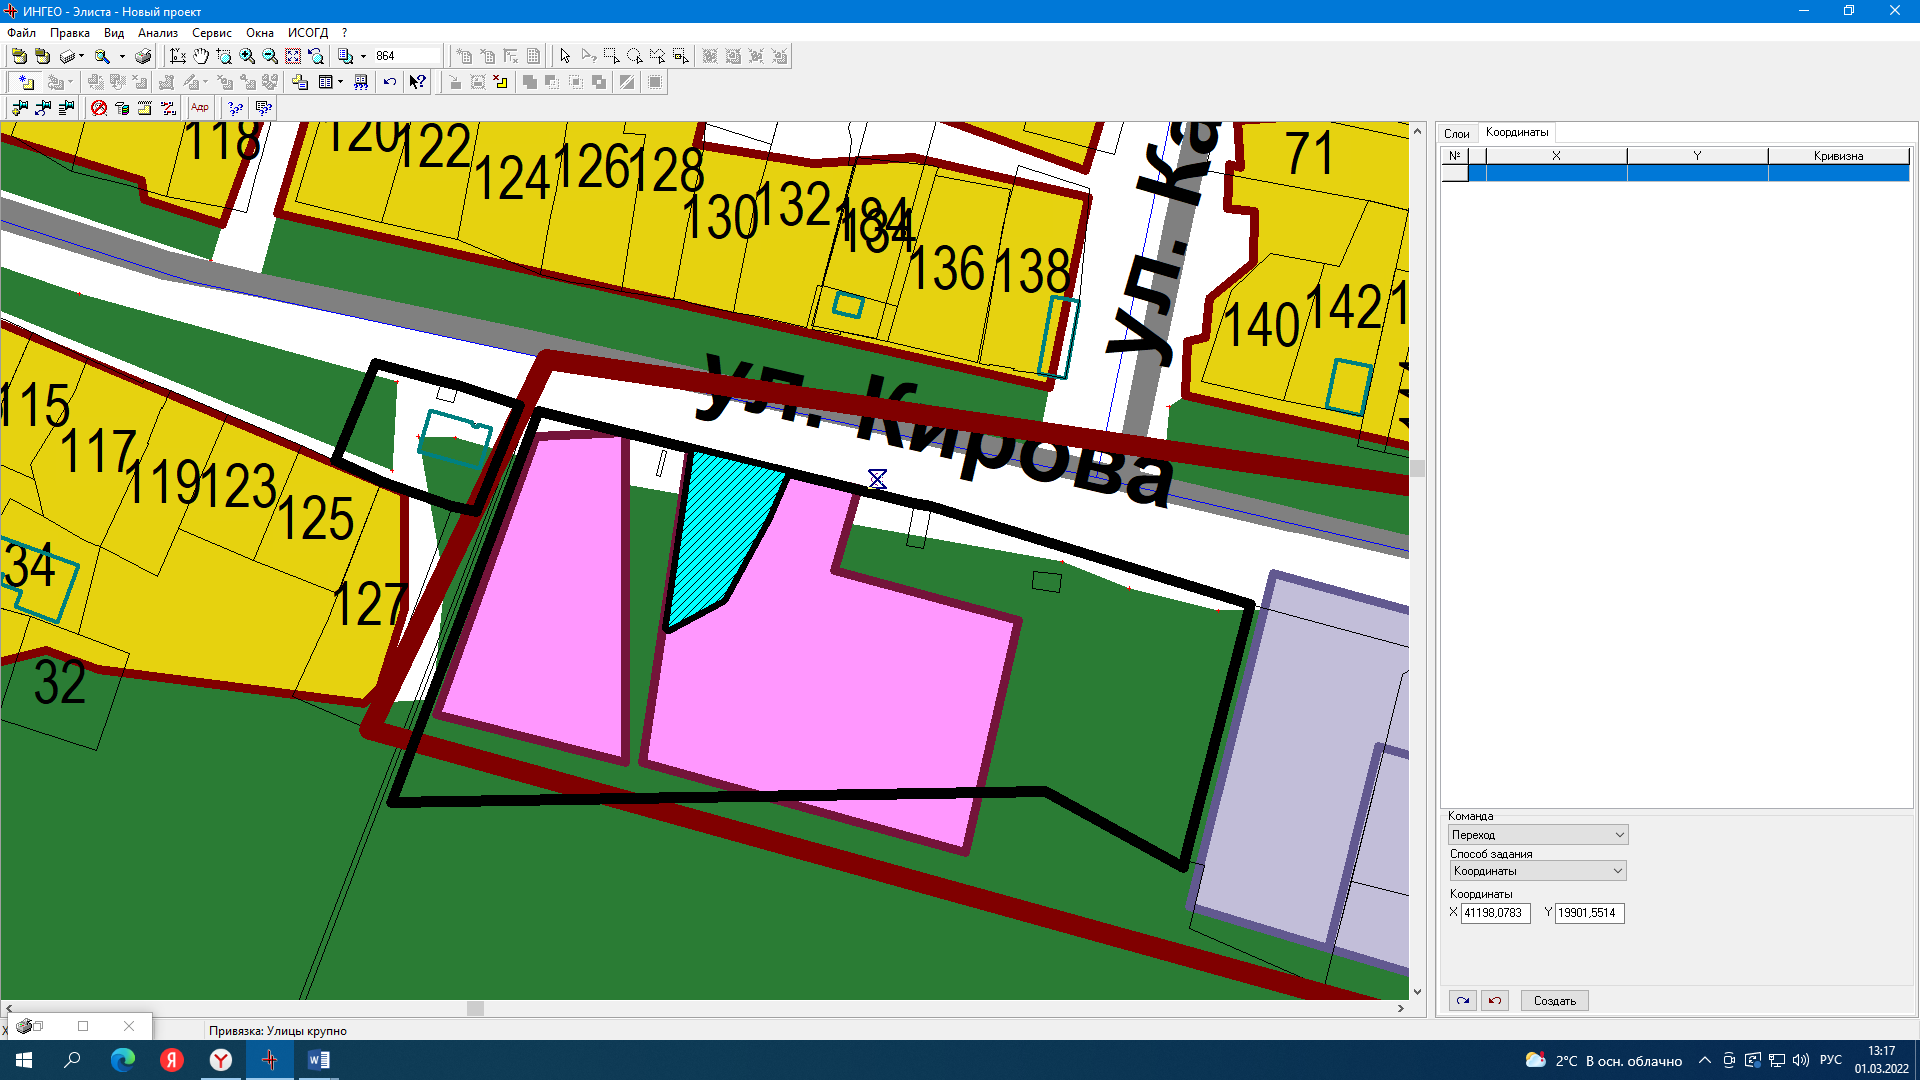 ИНГЕО - Элиста - Новый проект
Файл Правка Вид Анализ Сервис Окна ИСОГД ?
864
Адр
118
120
122
124
126
128
130
132
134
136
138
ул. Ка
71
140
142
1
ул. Кирова
115
117
119
123
125
127
34
32
Слои Координаты
№ X Y Кривизна
Команда
Переход
Способ задания
Координаты
Координаты
X 41198,0783 Y 19901,5514
Создать
Привязка: Улицы крупно
2°C В осн. облачно
РУС
13:17
01.03.2022